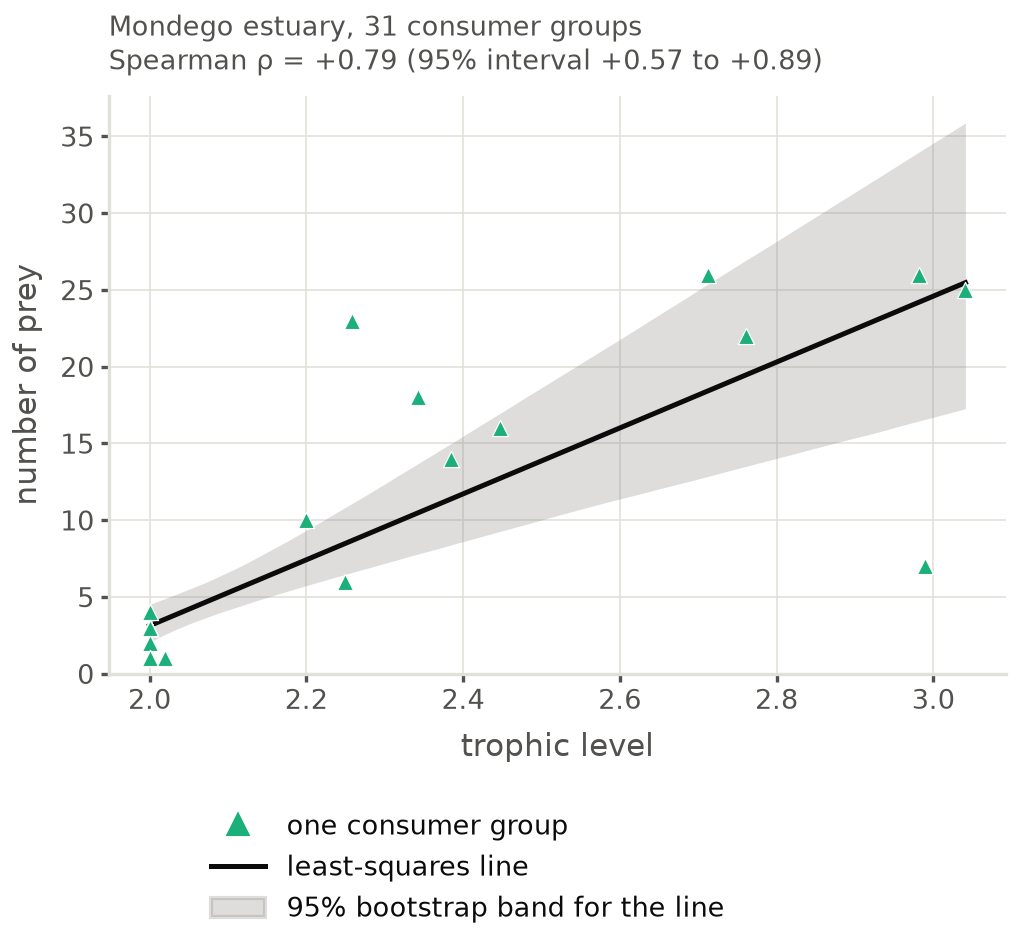 Mondego estuary, 31 consumer groups
Spearman ρ = +0.79 (95% interval +0.57 to +0.89)
35
30
25
20
15
10
5
0
number of prey
2.0 2.2 2.4 2.6 2.8 3.0
trophic level
one consumer group
least-squares line
95% bootstrap band for the line